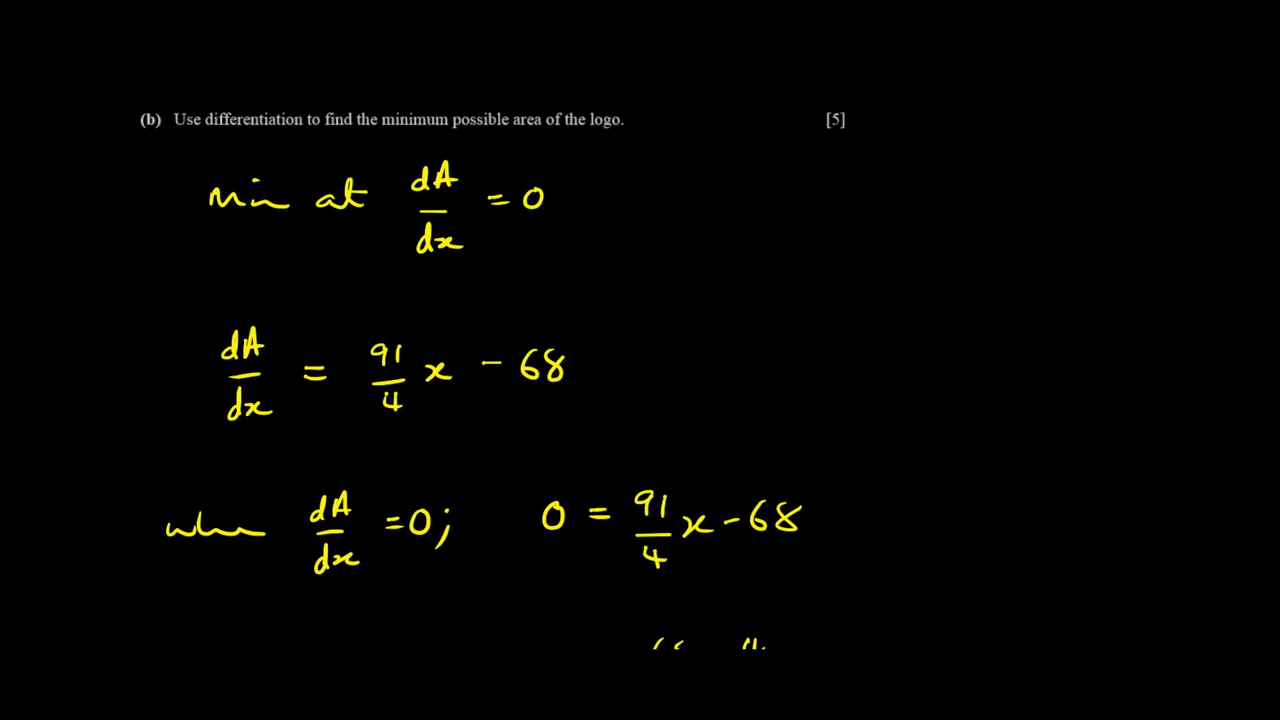 (b) Use differentiation to find the minimum possible area of the logo. [5]
Min at dA/dx = 0
dA/dx = 91/4 x - 68
when dA/dx = 0; 0 = 91/4 x - 68